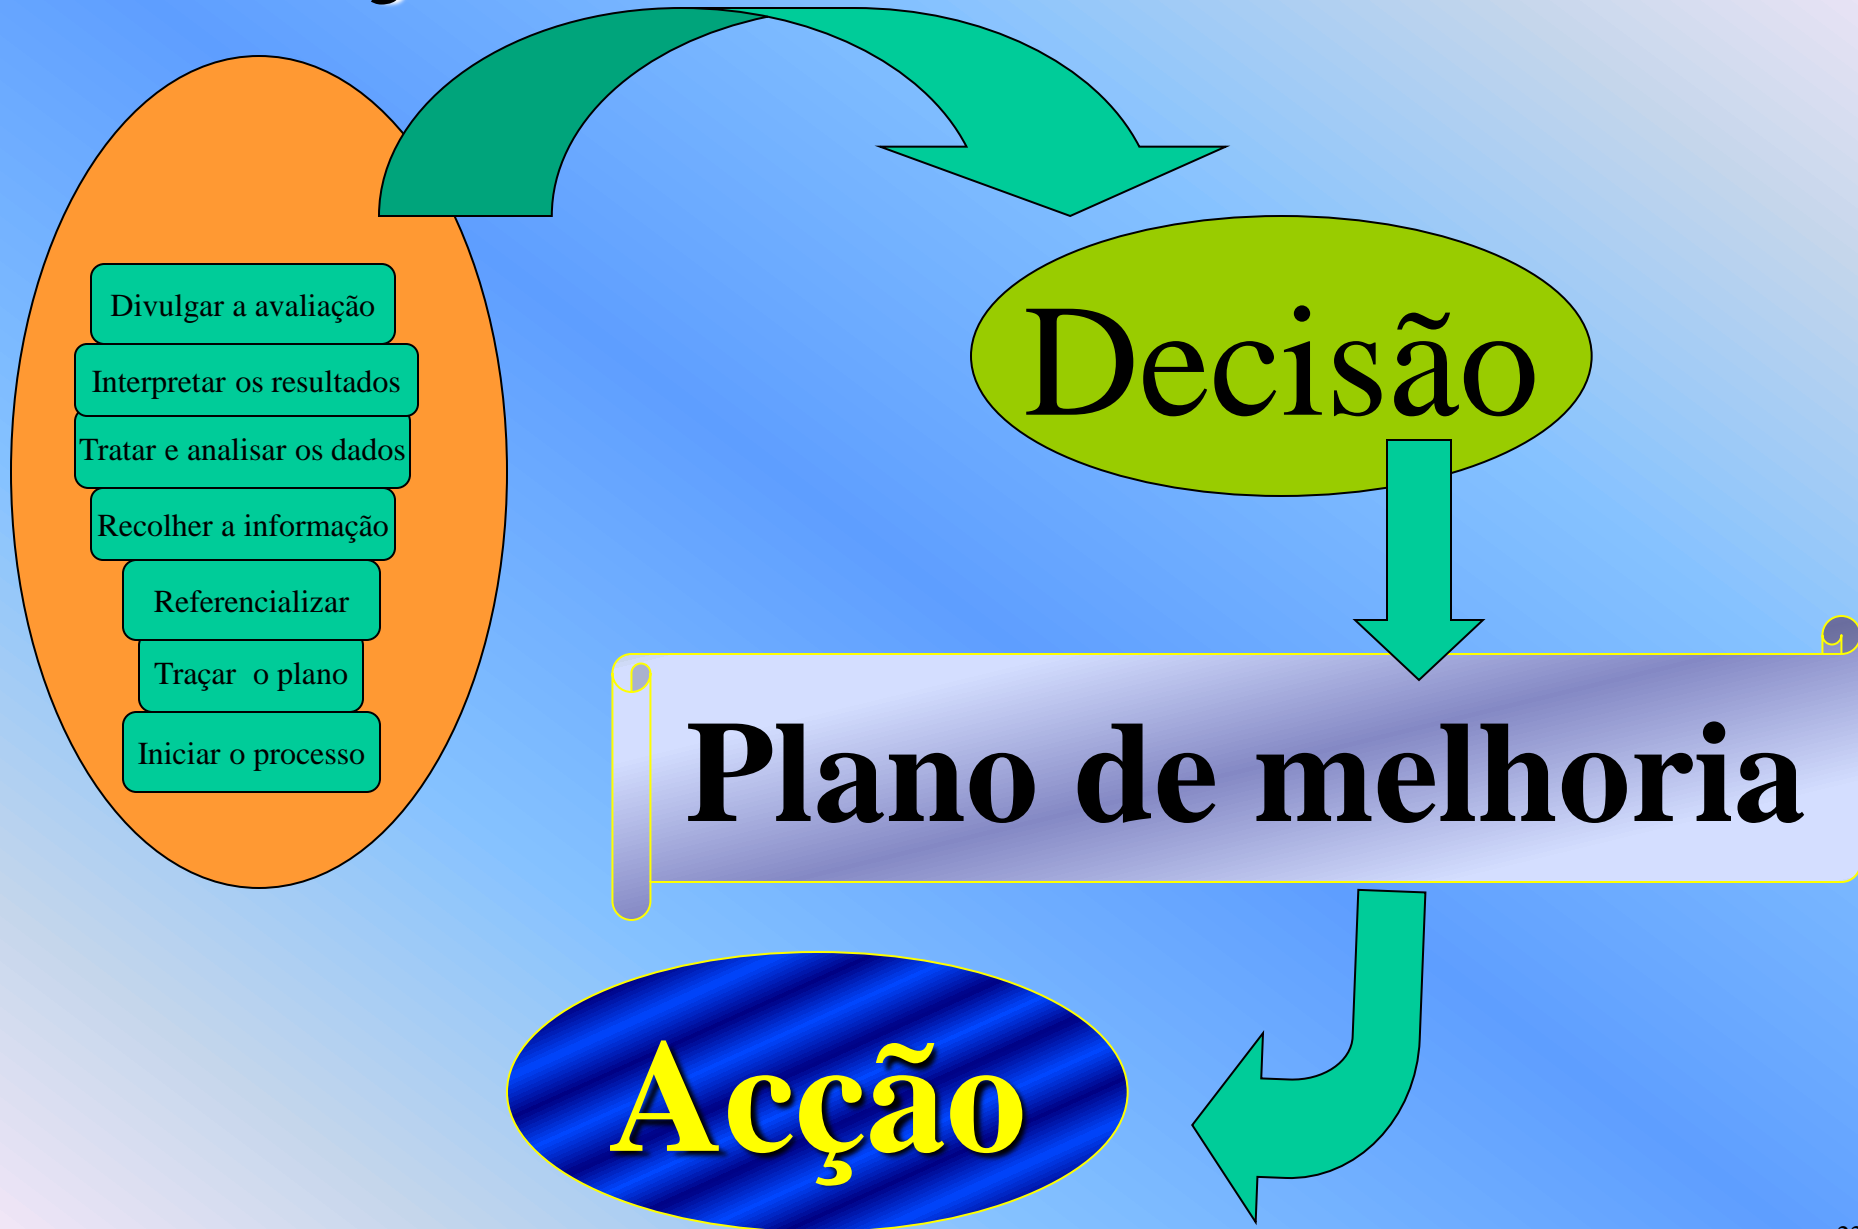 Divulgar a avaliação
Interpretar os resultados
Tratar e analisar os dados
Recolher a informação
Referencializar
Traçar o plano
Iniciar o processo
Decisão
Plano de melhoria
Acção